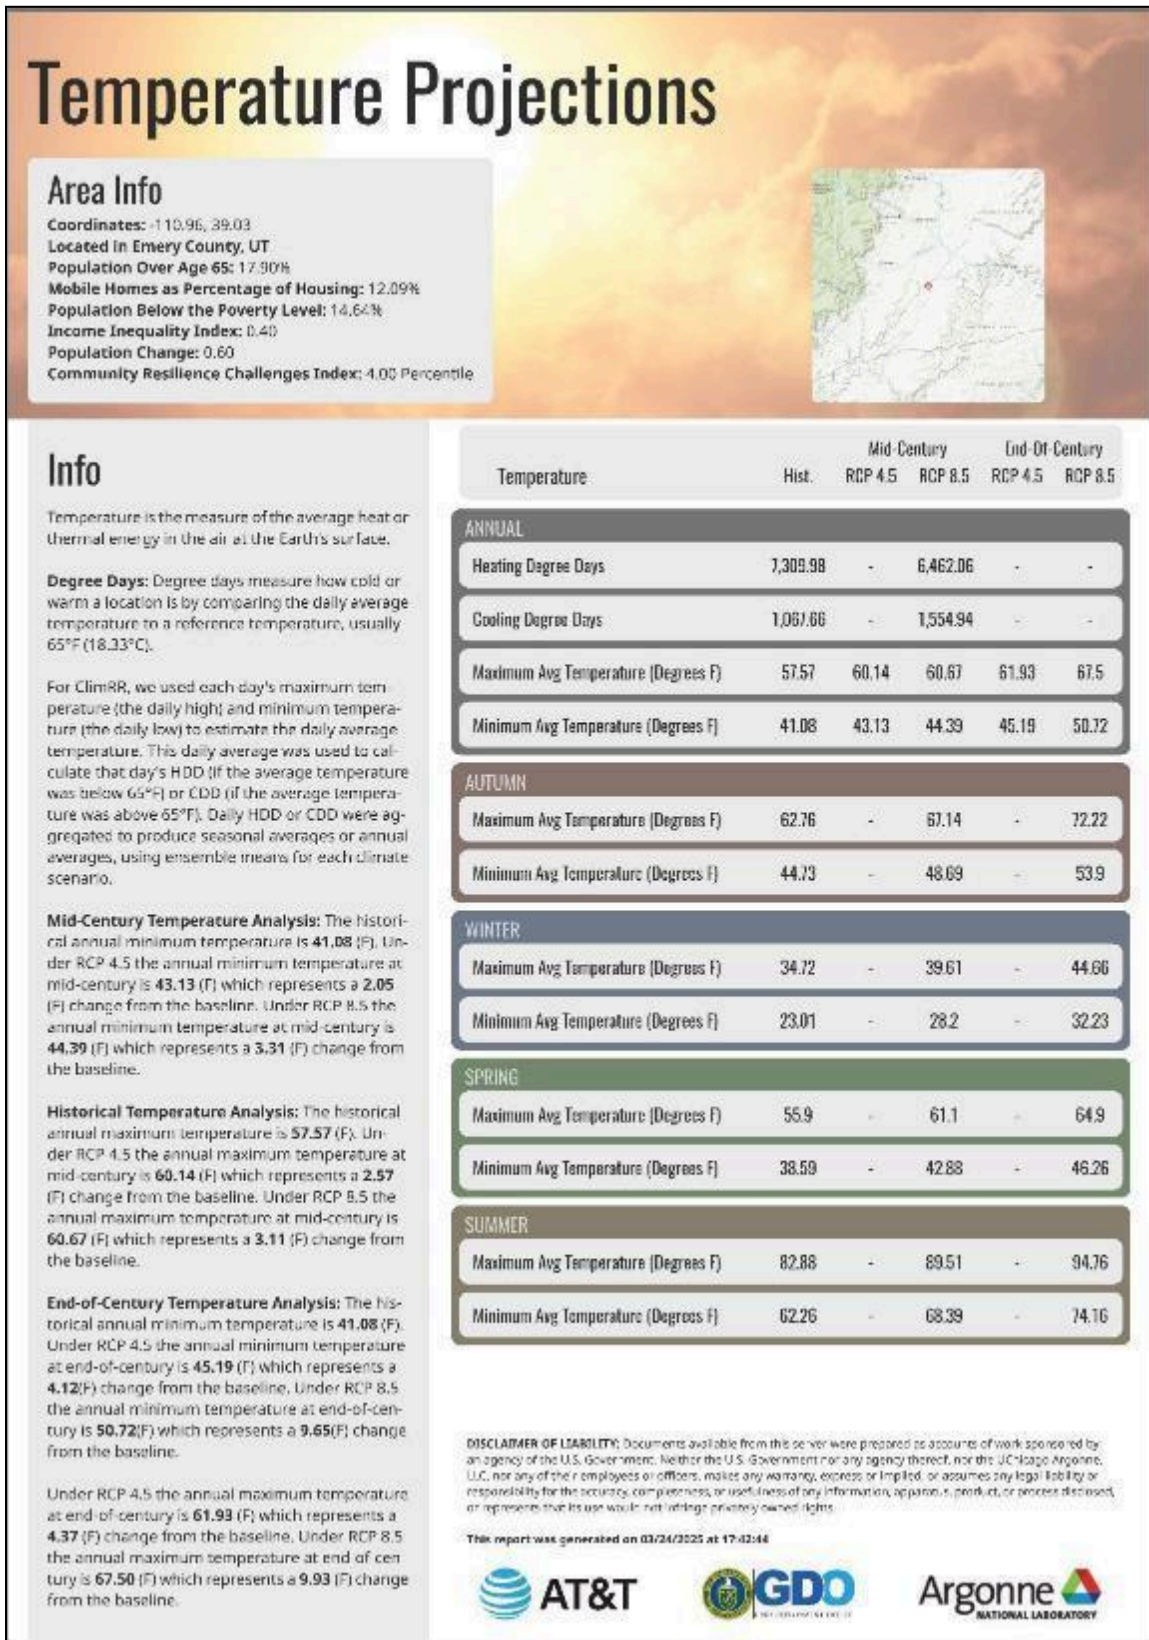 Temperature Projections
Area Info
Coordinates: -110.96, 39.03
Located in Emery County, UT
Population Over Age 65: 17.90%
Mobile Homes as Percentage of Housing: 12.09%
Population Below the Poverty Level: 14.64%
Income Inequality Index: 0.40
Population Change: 0.60
Community Resilience Challenges Index: 4.00 Percentile
Info
Temperature is the measure of the average heat or
thermal energy in the air at the Earth's surface.
Degree Days: Degree days measure how cold or
warm a location is by comparing the daily average
temperature to a reference temperature, usually
65°F (18.33°C).
For ClimRR, we used each day's maximum tem
perature (the daily high) and minimum tempera-
ture (the daily low) to estimate the daily average
temperature. This daily average was used to cal-
culate that day's HDD (if the average temperature
was below 65°F) or CDD (if the average tempera-
ture was above 65°F). Daily HDD or CDD were ag-
gregated to produce seasonal averages or annual
averages, using ensemble means for each climate
scenario.
Mid-Century Temperature Analysis: The histori-
cal annual minimum temperature is 41.08 (F). Un-
der RCP 4.5 the annual minimum temperature at
mid-century is 43.13 (F) which represents a 2.05
(F) change from the baseline. Under RCP 8.5 the
annual minimum temperature at mid-century is
44.39 (F) which represents a 3.31 (F) change from
the baseline.
Historical Temperature Analysis: The historical
annual maximum temperature is 57.57 (F). Un-
der RCP 4.5 the annual maximum temperature at
mid-century is 60.14 (F) which represents a 2.57
(F) change from the baseline. Under RCP 8.5 the
annual maximum temperature at mid-century is
60.67 (F) which represents a 3.11 (F) change from
the baseline.
End-of-Century Temperature Analysis: The his-
torical annual minimum temperature is 41.08 (F).
Under RCP 4.5 the annual minimum temperature
at end-of-century is 45.19 (F) which represents a
4.12(F) change from the baseline. Under RCP 8.5
the annual minimum temperature at end-of-cen-
tury is 50.72(F) which represents a 9.65(F) change
from the baseline.
Under RCP 4.5 the annual maximum temperature
at end-of-century is 61.93 (F) which represents a
4.37 (F) change from the baseline. Under RCP 8.5
the annual maximum temperature at end of cen
tury is 67.50 (F) which represents a 9.93 (F) change
from the baseline.
Mid-Century End-Of-Century
Temperature Hist. RCP 4.5 RCP 8.5 RCP 4.5 RCP 8.5
ANNUAL
Heating Degree Days 7,309.98 - 6,462.06 - -
Cooling Degree Days 1,067.66 - 1,554.94 - -
Maximum Avg Temperature (Degrees F) 57.57 60.14 60.67 61.93 67.5
Minimum Avg Temperature (Degrees F) 41.08 43.13 44.39 45.19 50.72
AUTUMN
Maximum Avg Temperature (Degrees F) 62.76 - 67.14 - 72.22
Minimum Avg Temperature (Degrees F) 44.73 - 48.69 - 53.9
WINTER
Maximum Avg Temperature (Degrees F) 34.72 - 39.61 - 44.66
Minimum Avg Temperature (Degrees F) 23.01 - 28.2 - 32.23
SPRING
Maximum Avg Temperature (Degrees F) 55.9 - 61.1 - 64.9
Minimum Avg Temperature (Degrees F) 38.59 - 42.88 - 46.26
SUMMER
Maximum Avg Temperature (Degrees F) 82.88 - 89.51 - 94.76
Minimum Avg Temperature (Degrees F) 62.26 - 68.39 - 74.16
DISCLAIMER OF LIABILITY: Documents available from this server were prepared as accounts of work sponsored by
an agency of the U.S. Government. Neither the U.S. Government nor any agency thereof, nor the UChicago Argonne,
LLC, nor any of their employees or officers, makes any warranty, express or implied, or assumes any legal liability or
responsibility for the accuracy, completeness, or usefulness of any information, apparatus, product, or process disclosed,
or represents that its use would not infringe privately owned rights.
This report was generated on 03/24/2025 at 17:42:44
AT&T
GDO
Argonne
NATIONAL LABORATORY